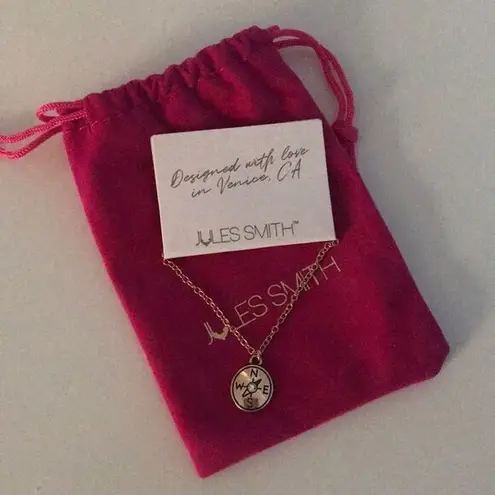 Designed with love
in Venice, CA
JULES SMITH™
JULES SMITH
N
W E
S